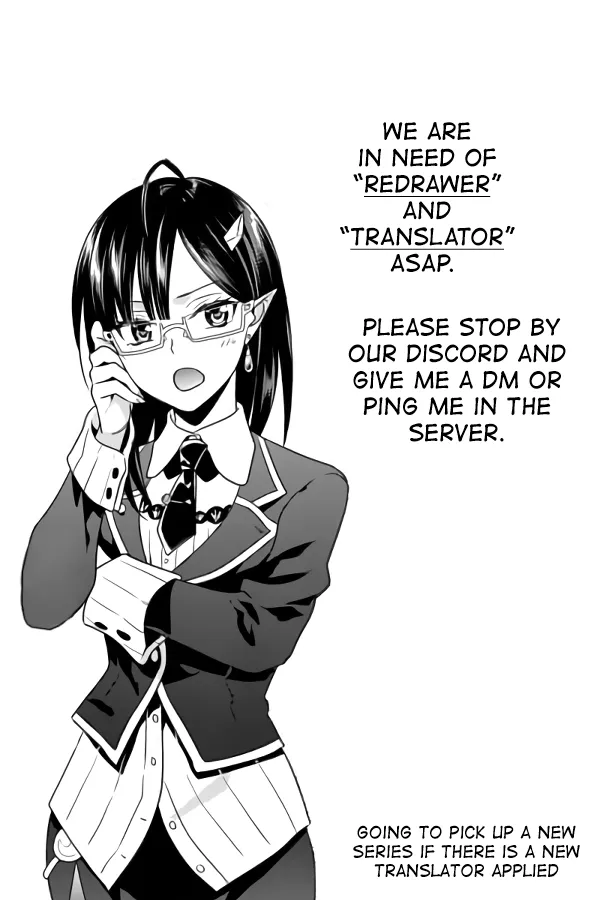 WE ARE
IN NEED OF
“REDRAWER”
AND
“TRANSLATOR”
ASAP.
PLEASE STOP BY
OUR DISCORD AND
GIVE ME A DM OR
PING ME IN THE
SERVER.
GOING TO PICK UP A NEW
SERIES IF THERE IS A NEW
TRANSLATOR APPLIED